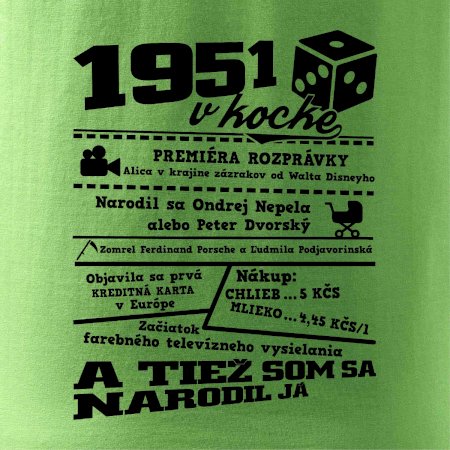 1951
v kocke
PREMIÉRA ROZPRÁVKY
Alica v krajine zázrakov od Walta Disneyho
Narodil sa Ondrej Nepela
alebo Peter Dvorský
Zomrel Ferdinand Porsche a Ľudmila Podjavorinská
Objavila sa prvá
KREDITNÁ KARTA
v Európe
Nákup:
CHLIEB...5 KČS
MLIEKO...4,45 KČS/l
Začiatok
farebného televízneho vysielania
A TIEŽ SOM SA
NARODIL JA